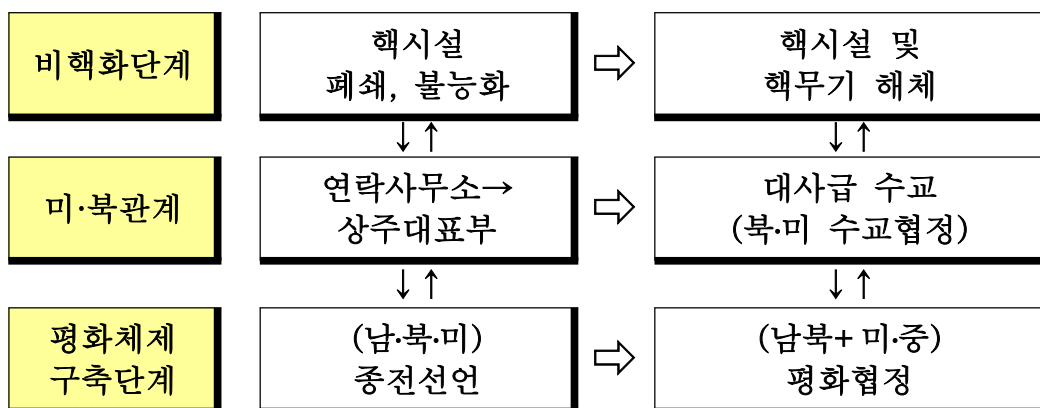 비핵화단계
핵시설
폐쇄, 불능화
⇨
핵시설 및
핵무기 해체
↓↑
↓↑
미·북관계
연락사무소→
상주대표부
⇨
대사급 수교
(북·미 수교협정)
↓↑
↓↑
평화체제
구축단계
(남·북·미)
종전선언
⇨
(남북+ 미·중)
평화협정